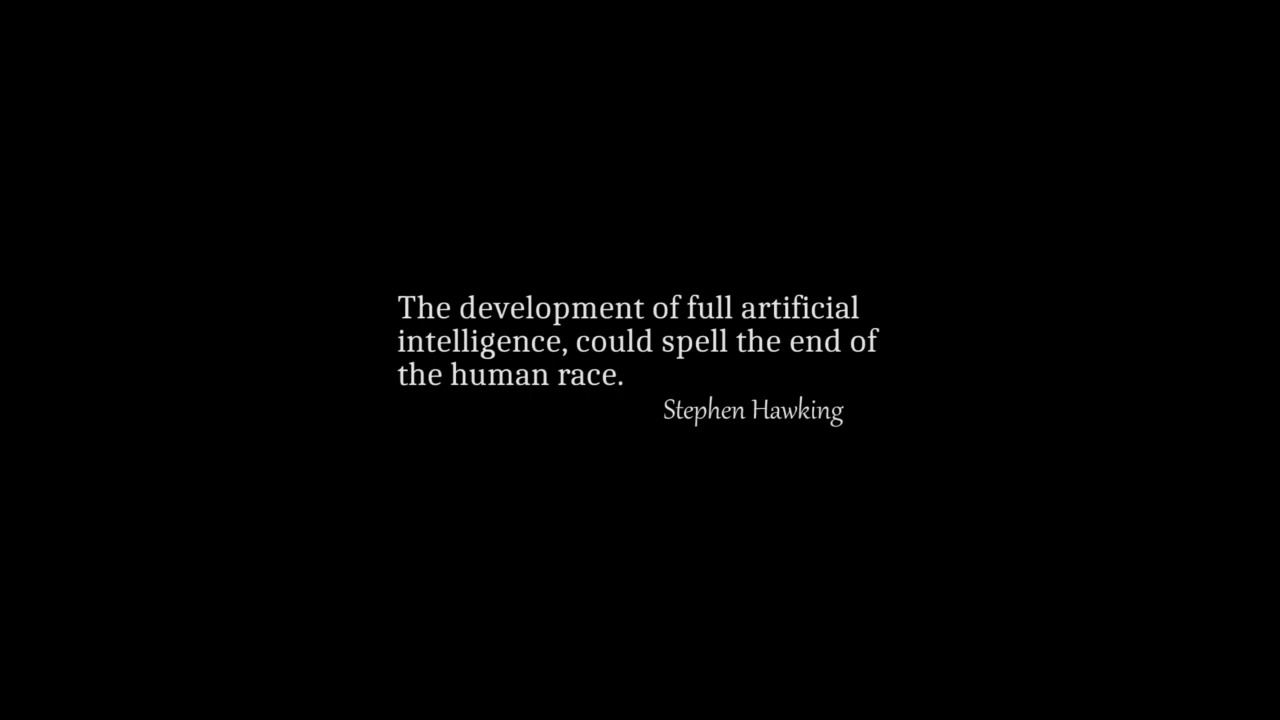 The development of full artificial
intelligence, could spell the end of
the human race.
Stephen Hawking